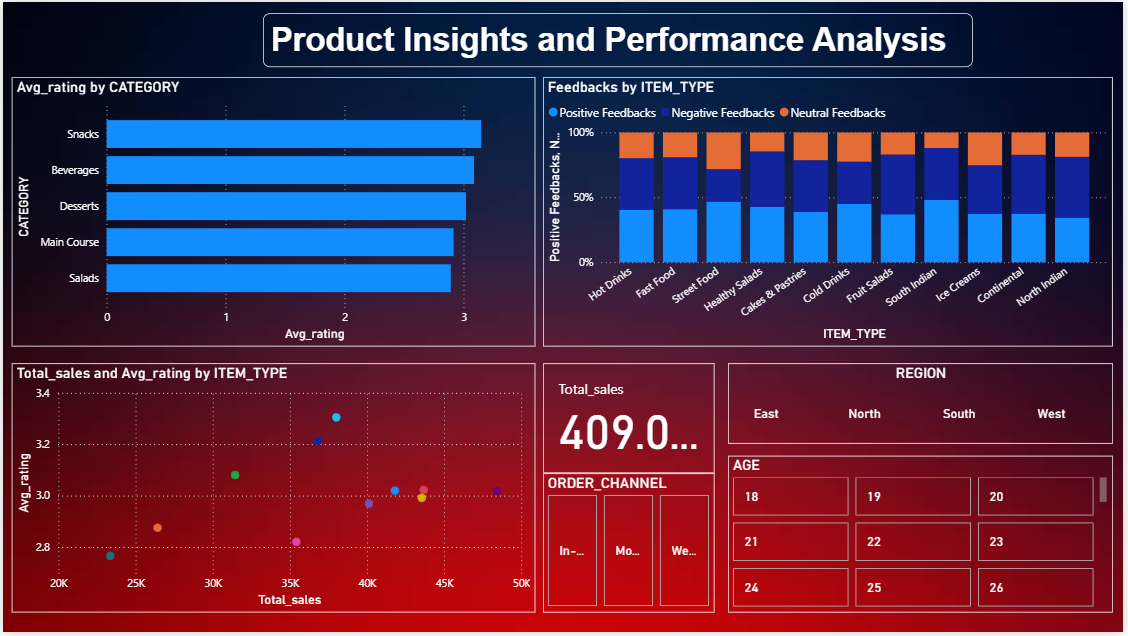 Product Insights and Performance Analysis
Avg_rating by CATEGORY
CATEGORY
Snacks
Beverages
Desserts
Main Course
Salads
0 1 2 3
Avg_rating
Feedbacks by ITEM_TYPE
Positive Feedbacks Negative Feedbacks Neutral Feedbacks
Positive Feedbacks, N...
100%
50%
0%
Hot Drinks Fast Food Street Food Healthy Salads Cakes & Pastries Cold Drinks Fruit Salads South Indian Ice Creams Continental North Indian
ITEM_TYPE
Total_sales and Avg_rating by ITEM_TYPE
Avg_rating
3.4
3.2
3.0
2.8
20K 25K 30K 35K 40K 45K 50K
Total_sales
Total_sales
409.0...
ORDER_CHANNEL
In-... Mo... We...
REGION
East North South West
AGE
18 19 20
21 22 23
24 25 26